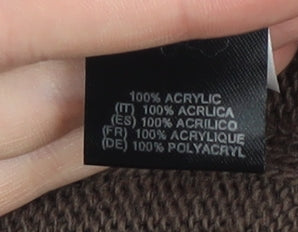 100% ACRYLIC
(IT) 100% ACRLICA
(ES) 100% ACRILICO
(FR) 100% ACRYLIQUE
(DE) 100% POLYACRYL